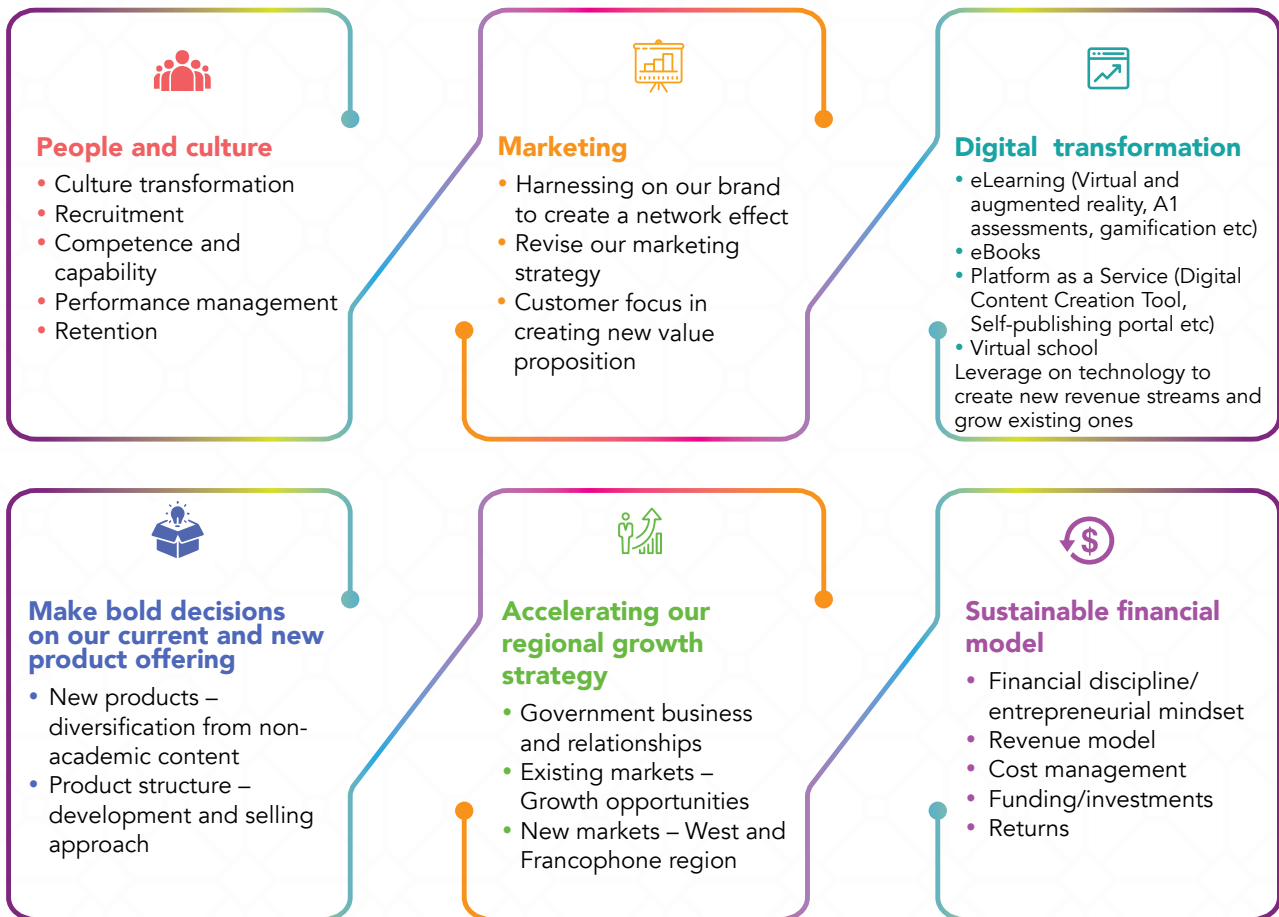 People and culture
• Culture transformation
• Recruitment
• Competence and
capability
• Performance management
• Retention
Marketing
• Harnessing on our brand
to create a network effect
• Revise our marketing
strategy
• Customer focus in
creating new value
proposition
Digital transformation
• eLearning (Virtual and
augmented reality, A1
assessments, gamification etc)
• eBooks
• Platform as a Service (Digital
Content Creation Tool,
Self-publishing portal etc)
• Virtual school
Leverage on technology to
create new revenue streams and
grow existing ones
Make bold decisions
on our current and new
product offering
• New products –
diversification from non-
academic content
• Product structure –
development and selling
approach
Accelerating our
regional growth
strategy
• Government business
and relationships
• Existing markets –
Growth opportunities
• New markets – West and
Francophone region
$
Sustainable financial
model
• Financial discipline/
entrepreneurial mindset
• Revenue model
• Cost management
• Funding/investments
• Returns